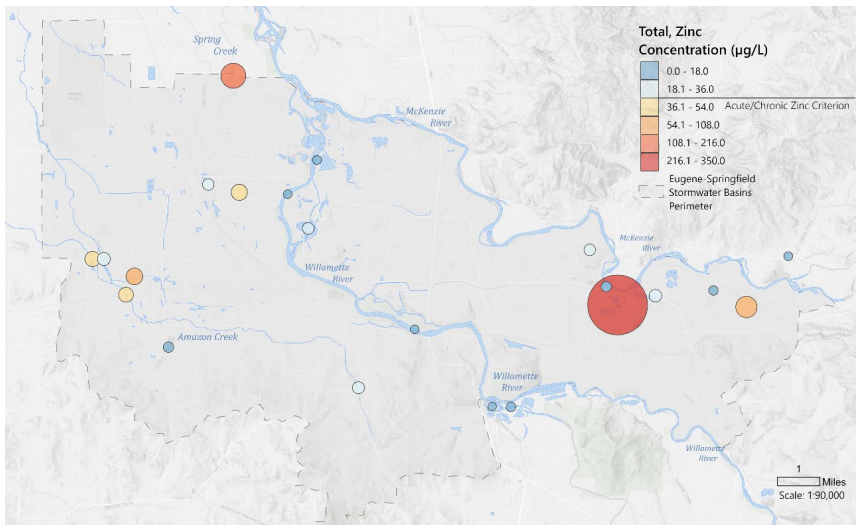 Spring
Creek
McKenzie
River
Total, Zinc
Concentration (µg/L)
0.0 - 18.0
18.1 - 36.0
36.1 - 54.0
Acute/Chronic Zinc Criterion
54.1 - 108.0
108.1 - 216.0
216.1 - 350.0
Eugene-Springfield
Stormwater Basins
Perimeter
McKenzie
River
Willamette
River
Amazon Creek
Willamette
River
Willamette
River
1
Miles
Scale: 1:90,000